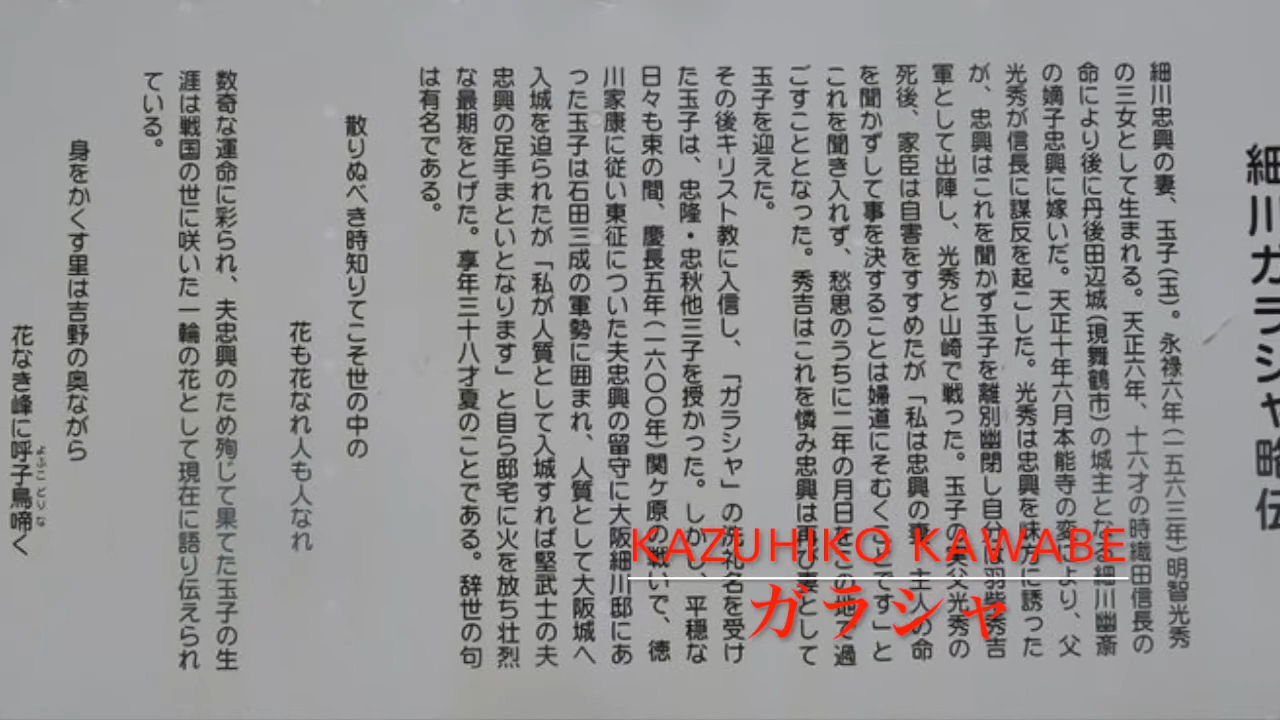 細川ガラシャ略伝
細川忠興の妻、玉子(玉)。永禄六年(一五六三年)明智光秀
の三女として生まれる。天正六年、十六才の時織田信長の
命により後に丹後田辺城(現舞鶴市)の城主となる細川幽斎
の嫡子忠興に嫁いだ。天正十年六月本能寺の変により、父
光秀が信長に謀反を起こした。光秀は忠興を味方に誘った
が、忠興はこれを聞かず玉子を離別幽閉し自分は羽柴秀吉
軍として出陣し、光秀と山崎で戦った。玉子の実父光秀の
死後、家臣は自害をすすめたが「私は忠興の妻、主人の命
を聞かずして事を決することは婦道にそむくことです」と
これを聞き入れず、愁思のうちに二年の月日をこの地で過
ごすこととなった。秀吉はこれを憐み忠興は再び妻として
玉子を迎えた。
その後キリスト教に入信し、「ガラシャ」の洗礼名を受け
た玉子は、忠隆・忠秋他三子を授かった。しかし、平穏な
日々も束の間、慶長五年(一六〇〇年)関ヶ原の戦いで、徳
川家康に従い東征についた夫忠興の留守に大阪細川邸にあ
った玉子は石田三成の軍勢に囲まれ、人質として大阪城へ
入城を迫られたが「私が人質として入城すれば堅武士の夫
忠興の足手まといとなります」と自ら邸宅に火を放ち壮烈
な最期をとげた。享年三十八才夏のことである。辞世の句
は有名である。
散りぬべき時知りてこそ世の中の
花も花なれ人も人なれ
数奇な運命に彩られ、夫忠興のため殉じて果てた玉子の生
涯は戦国の世に咲いた一輪の花として現在に語り伝えられ
ている。
身をかくす里は吉野の奥ながら
花なき峰に呼子鳥啼く
よぶこ どり な
KAZUHIKO KAWABE
ガラシャ